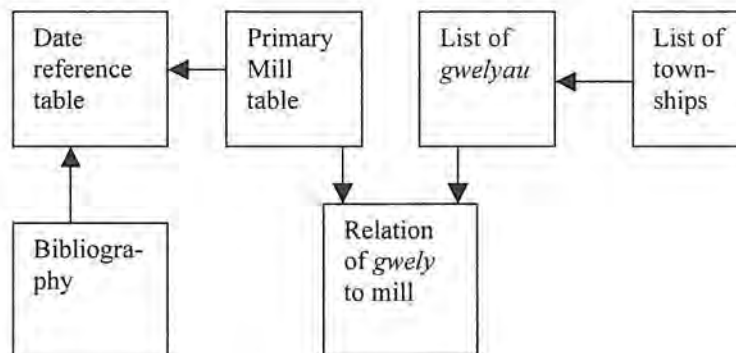 Date
reference
table
Primary
Mill
table
List of
gwelyau
List of
town-
ships
Bibliogra-
phy
Relation
of gwely
to mill